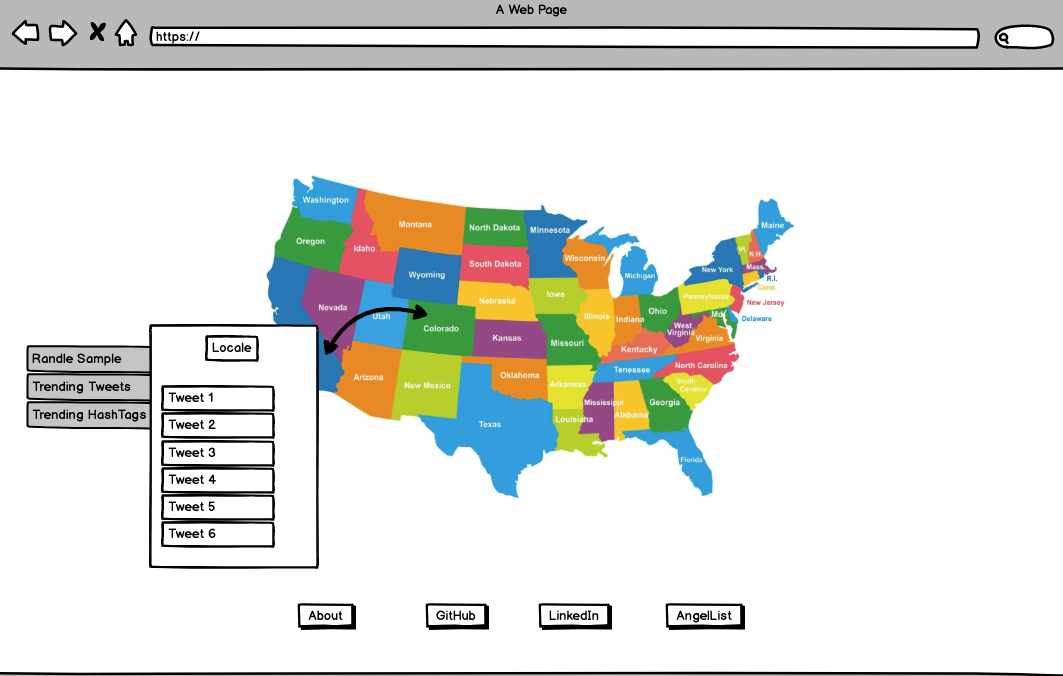 A Web Page
https://
Washington
Montana
North Dakota
Minnesota
Maine
Oregon
Idaho
Wisconsin
Vt.
N.H.
South Dakota
Michigan
New York
Mass.
Wyoming
R.I.
Conn.
Nebraska
Iowa
Pennsylvania
New Jersey
Nevada
Utah
Colorado
Illinois
Indiana
Ohio
Md.
Delaware
Kansas
Missouri
West
Virginia
Virginia
Kentucky
Arizona
New Mexico
Oklahoma
Arkansas
Tenessee
North Carolina
South
Carolina
Mississippi
Alabama
Georgia
Texas
Louisiana
Florida
Locale
Randle Sample
Trending Tweets
Trending HashTags
Tweet 1
Tweet 2
Tweet 3
Tweet 4
Tweet 5
Tweet 6
About
GitHub
LinkedIn
AngelList